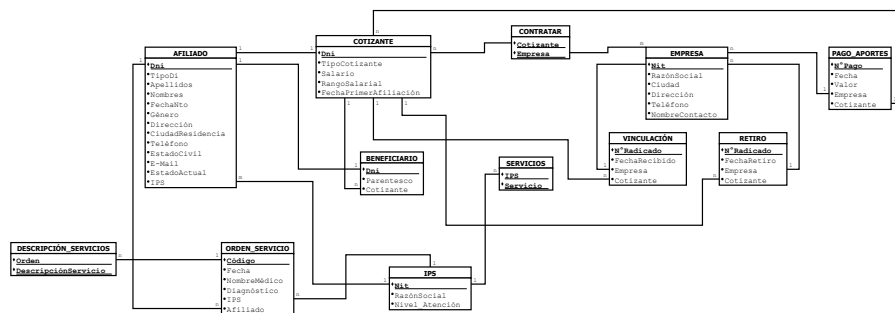 CONTRATAR
Cotizante
Empresa
COTIZANTE
Dni
TipoCotizante
Salario
RangoSalarial
FechaPrimerAfiliación
AFILIADO
Dni
TipoDi
Apellidos
Nombres
FechaNto
Género
Dirección
CiudadResidencia
Teléfono
EstadoCivil
E-Mail
EstadoActual
IPS
EMPRESA
Nit
RazónSocial
Ciudad
Dirección
Teléfono
NombreContacto
PAGO_APORTES
N°Pago
Fecha
Valor
Empresa
Cotizante
VINCULACIÓN
N°Radicado
FechaRecibido
Empresa
Cotizante
RETIRO
N°Radicado
FechaRetiro
Empresa
Cotizante
BENEFICIARIO
Dni
Parentesco
Cotizante
SERVICIOS
IPS
Servicio
DESCRIPCIÓN_SERVICIOS
Orden
DescripciónServicio
ORDEN_SERVICIO
Código
Fecha
NombreMédico
Diagnóstico
IPS
Afiliado
IPS
Nit
RazónSocial
Nivel_Atención